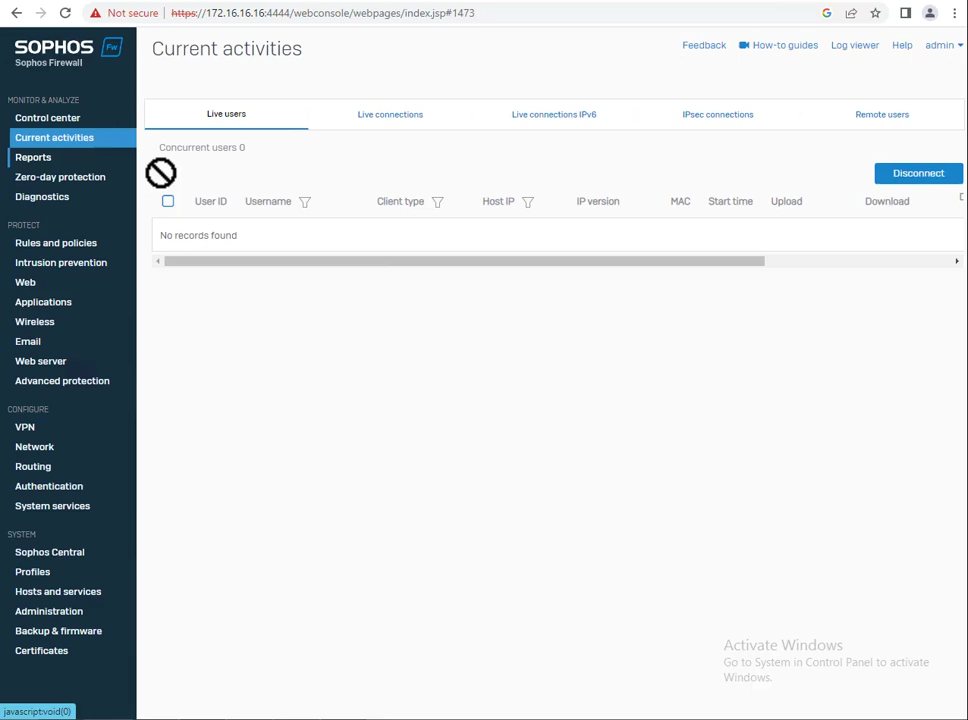 Not secure | https://172.16.16.16:4444/webconsole/webpages/index.jsp#1473
SOPHOS Fw
Sophos Firewall
Current activities
Feedback How-to guides Log viewer Help admin
MONITOR & ANALYZE
Control center
Current activities
Reports
Zero-day protection
Diagnostics
PROTECT
Rules and policies
Intrusion prevention
Web
Applications
Wireless
Email
Web server
Advanced protection
CONFIGURE
VPN
Network
Routing
Authentication
System services
SYSTEM
Sophos Central
Profiles
Hosts and services
Administration
Backup & firmware
Certificates
Live users Live connections Live connections IPv6 IPsec connections Remote users
Concurrent users 0
Disconnect
User ID Username Client type Host IP IP version MAC Start time Upload Download
No records found
Activate Windows
Go to System in Control Panel to activate
Windows.
javascript:void(0)